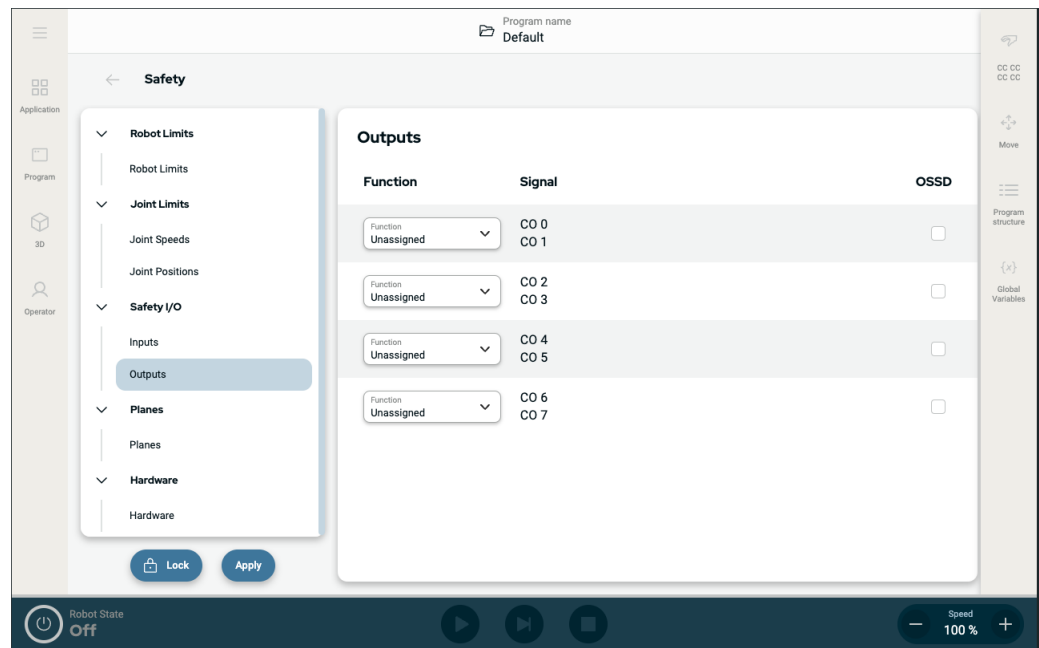 Program name
Default
Application
Program
3D
Operator
Safety
Robot Limits
Robot Limits
Joint Limits
Joint Speeds
Joint Positions
Safety I/O
Inputs
Outputs
Planes
Planes
Hardware
Hardware
Lock
Apply
Outputs
Function
Signal
OSSD
Function
Unassigned
CO 0
CO 1
Function
Unassigned
CO 2
CO 3
Function
Unassigned
CO 4
CO 5
Function
Unassigned
CO 6
CO 7
CC CC
CC CC
Move
Program
structure
{x}
Global
Variables
Robot State
Off
Speed
100 %